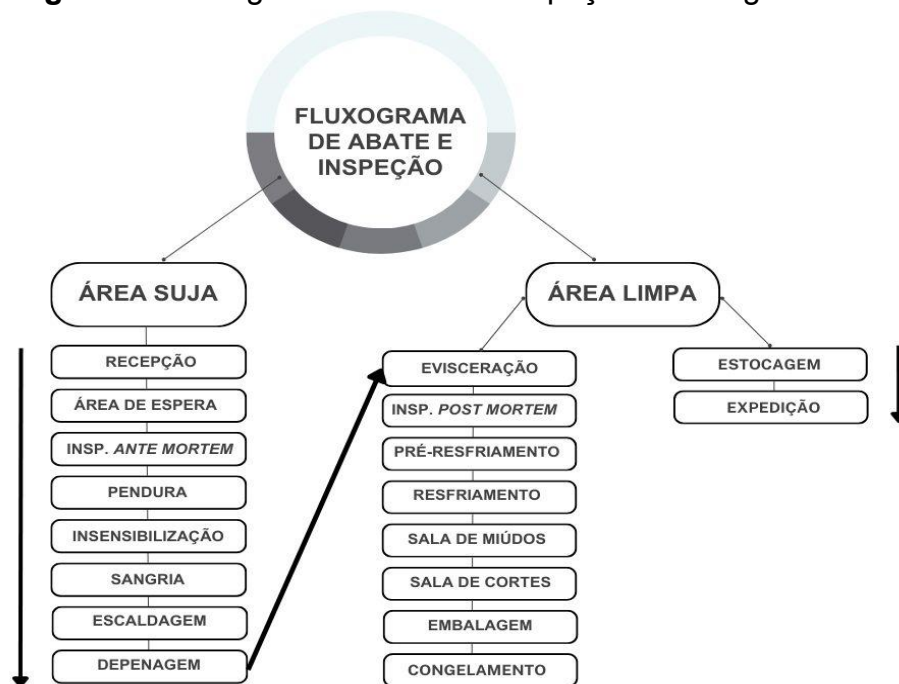 FLUXOGRAMA
DE ABATE E
INSPEÇÃO
ÁREA SUJA
RECEPÇÃO
ÁREA DE ESPERA
INSP. ANTE MORTEM
PENDURA
INSENSIBILIZAÇÃO
SANGRIA
ESCALDAGEM
DEPENAGEM
ÁREA LIMPA
EVISCERAÇÃO
INSP. POST MORTEM
PRÉ-RESFRIAMENTO
RESFRIAMENTO
SALA DE MIÚDOS
SALA DE CORTES
EMBALAGEM
CONGELAMENTO
ESTOCAGEM
EXPEDIÇÃO